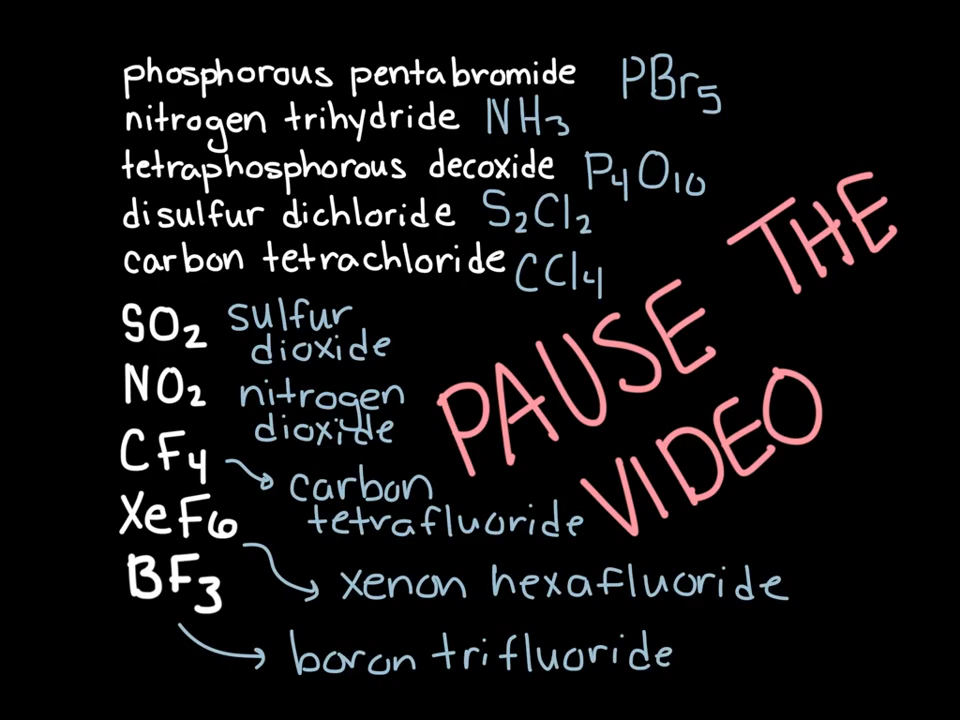 phosphorous pentabromide PBr5
nitrogen trihydride NH3
tetraphosphorous decoxide P4O10
disulfur dichloride S2Cl2
carbon tetrachloride CCl4
SO2 sulfur
dioxide
NO2 nitrogen
dioxide
CF4 carbon
tetrafluoride
XeF6 xenon hexafluoride
BF3 boron trifluoride
PAUSE THE
VIDEO